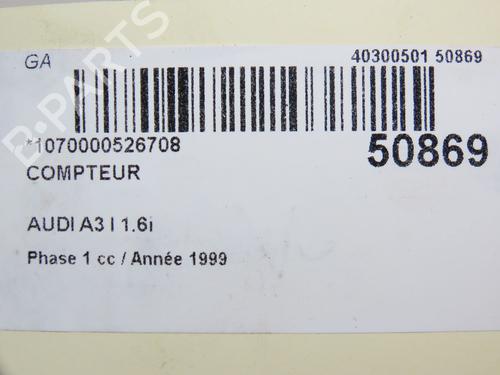 GA
40300501 50869
*1070000526708
50869
COMPTEUR
AUDI A3 I 1.6i
Phase 1 cc / Année 1999
B-PARTS